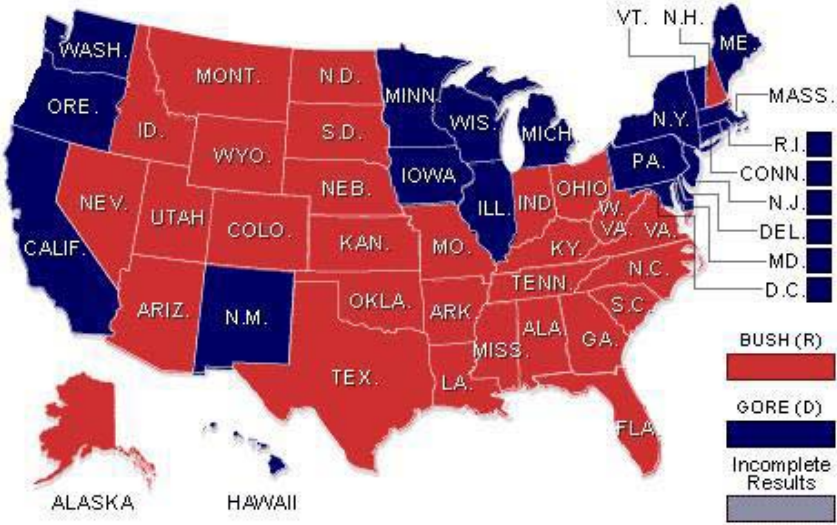 VT. N.H.
WASH. ME.
MONT. N.D.
ORE. MINN. MASS.
ID. S.D. WIS. MICH N.Y.
WYO. R.I.
PA. CONN.
NEV. NEB. IOWA N.J.
UTAH COLO. ILL. IND OHIO
W. VA. VA. DEL.
CALIF. KAN. MO. KY. MD.
N.C. D.C.
TENN.
ARIZ. N.M. OKLA. ARK S.C.
MISS. ALA. GA.
TEX. LA.
FLA.
ALASKA HAWAII
BUSH (R)
GORE (D)
Incomplete
Results